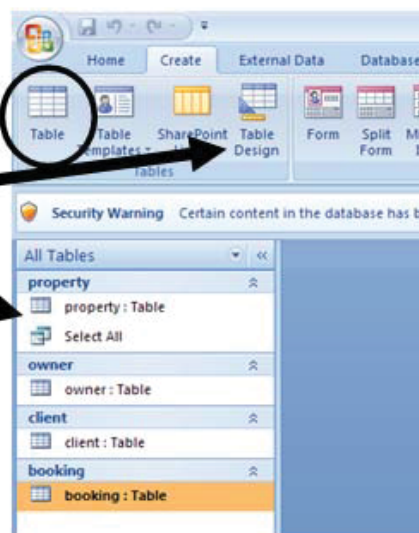 Home Create External Data Database
Table Table Templates SharePoint Table Design Form Split Form
Tables
Security Warning Certain content in the database has b
All Tables
property
property : Table
Select All
owner
owner : Table
client
client : Table
booking
booking : Table